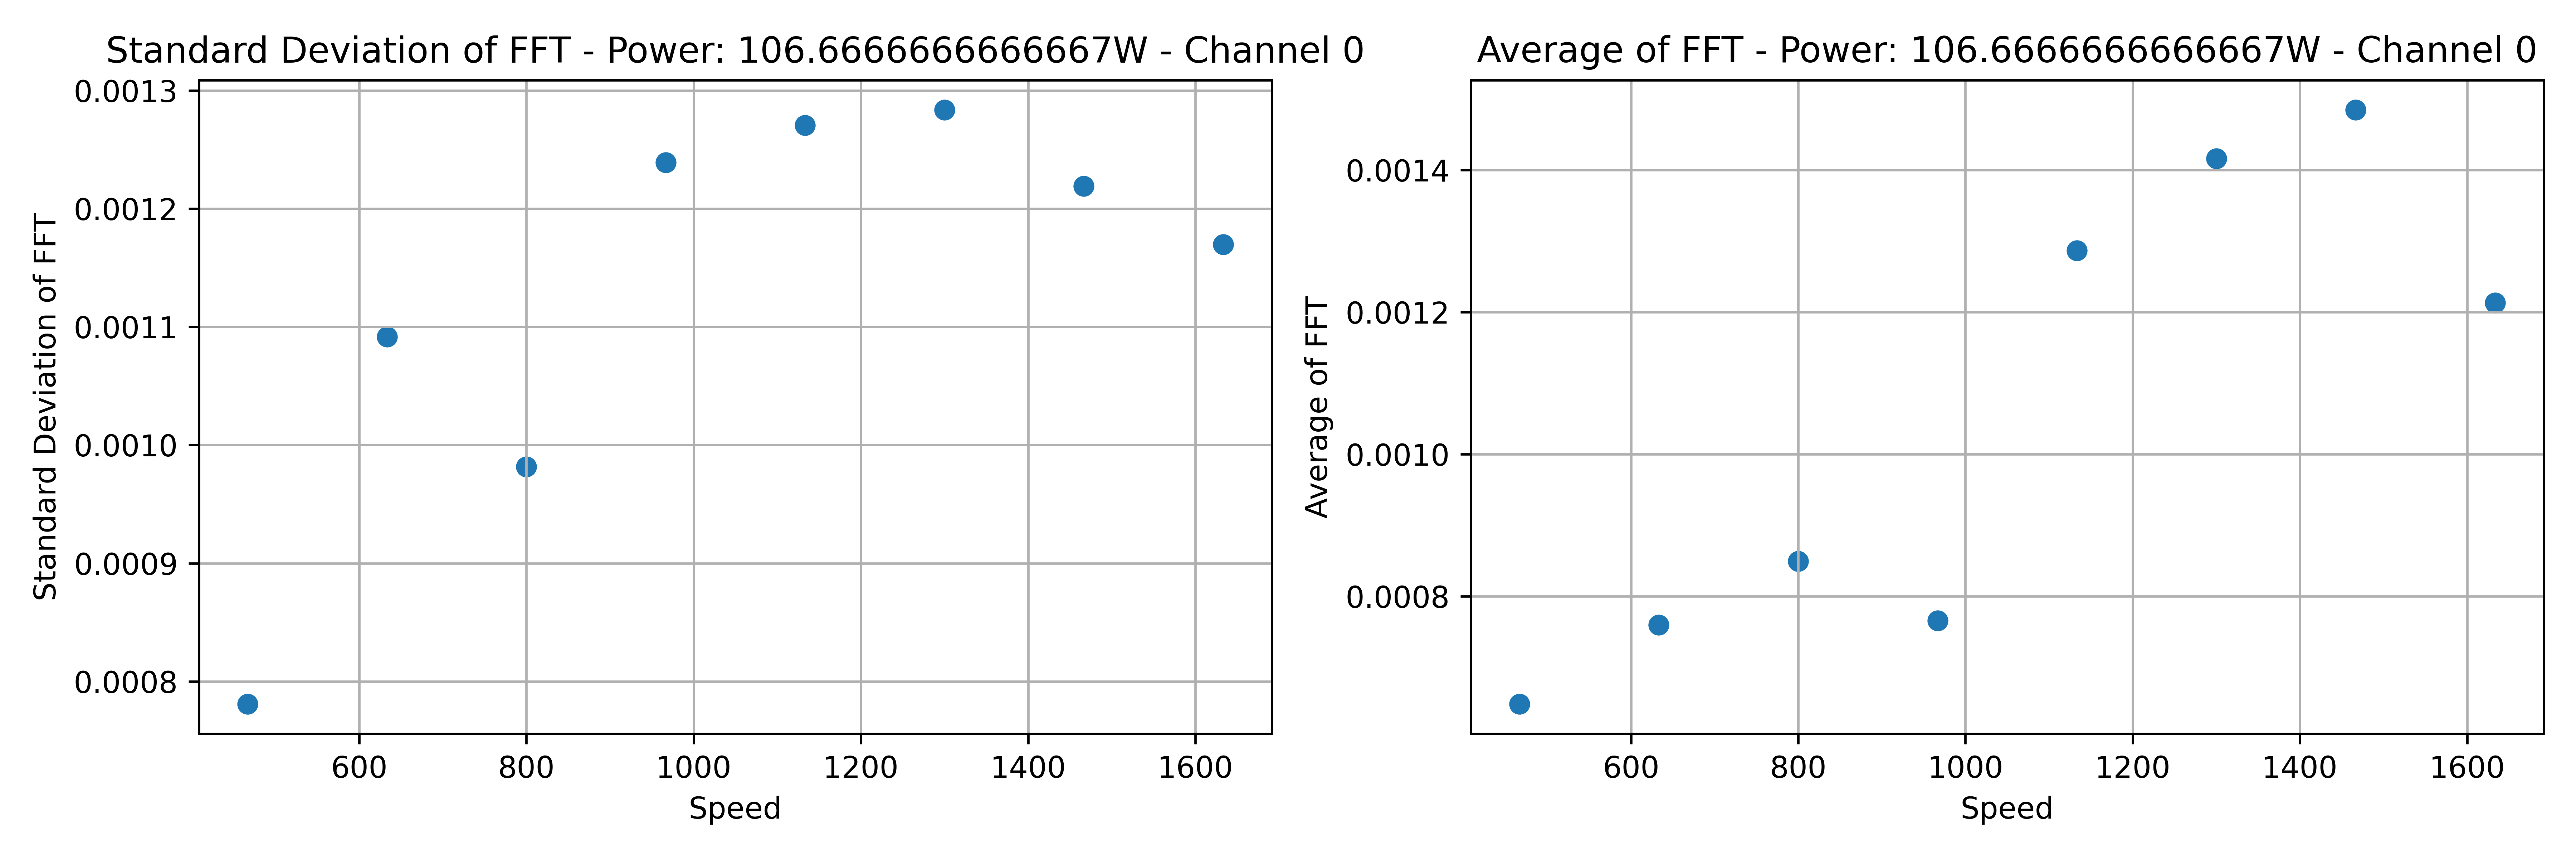 Standard Deviation of FFT - Power: 106.66666666666667W - Channel 0
0.0013
0.0012
0.0011
0.0010
0.0009
0.0008
Standard Deviation of FFT
600 800 1000 1200 1400 1600
Speed
Average of FFT - Power: 106.66666666666667W - Channel 0
0.0014
0.0012
0.0010
0.0008
Average of FFT
600 800 1000 1200 1400 1600
Speed